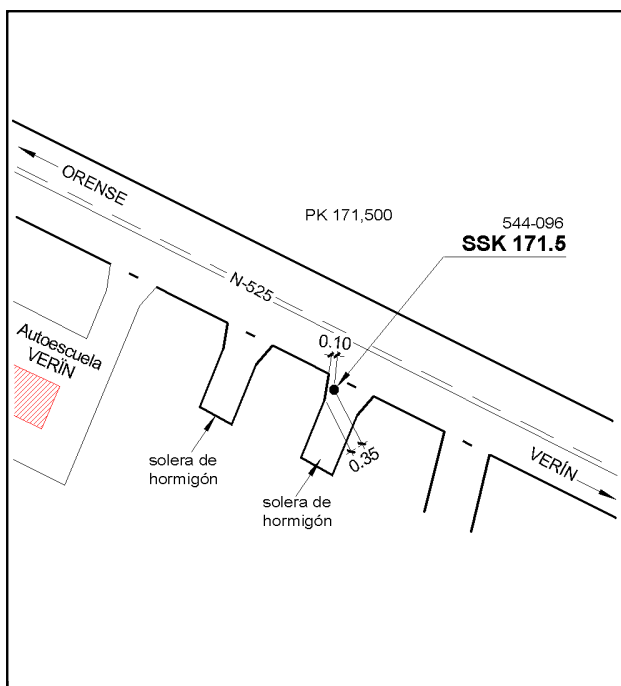 ORENSE
PK 171,500
544-096
SSK 171.5
N-525
0.10
Autoescuela
VERÏN
0.35
solera de
hormigón
solera de
hormigón
VERÍN